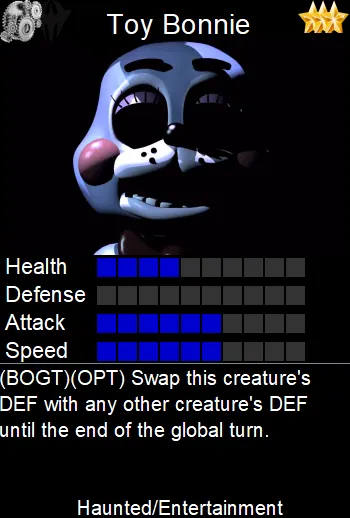 Toy Bonnie
Health
Defense
Attack
Speed
(BOGT)(OPT) Swap this creature's
DEF with any other creature's DEF
until the end of the global turn.
Haunted/Entertainment